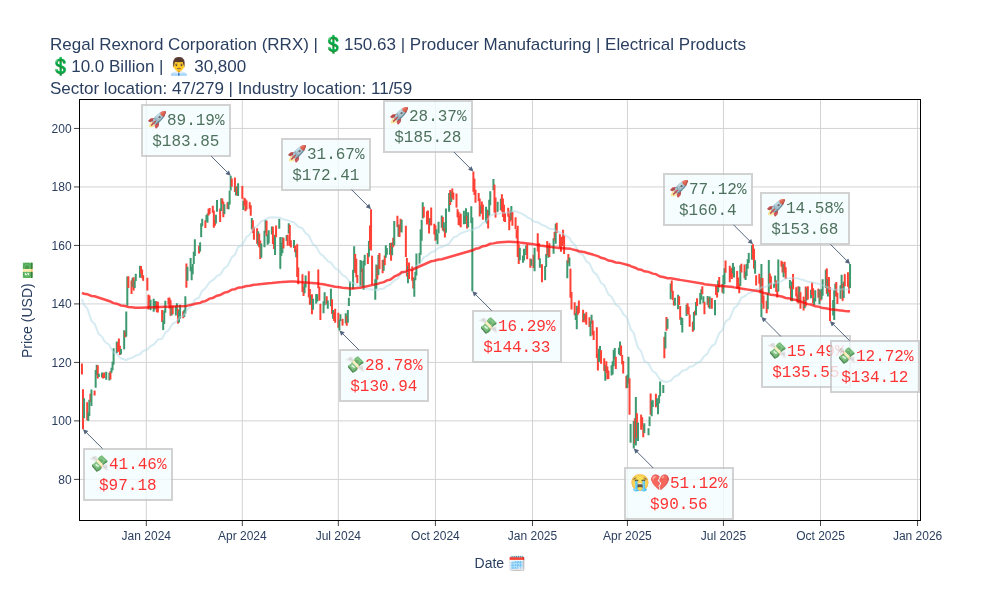 Regal Rexnord Corporation (RRX) | 💲150.63 | Producer Manufacturing | Electrical Products
💲10.0 Billion | 👨‍💼 30,800
Sector location: 47/279 | Industry location: 11/59
🚀89.19%
$183.85
🚀31.67%
$172.41
🚀28.37%
$185.28
🚀77.12%
$160.4
🚀14.58%
$153.68
💸41.46%
$97.18
💸28.78%
$130.94
💸16.29%
$144.33
😭💔51.12%
$90.56
💸15.49%
$135.55
💸12.72%
$134.12
200
180
160
140
120
100
80
Price (USD) 💵
Jan 2024
Apr 2024
Jul 2024
Oct 2024
Jan 2025
Apr 2025
Jul 2025
Oct 2025
Jan 2026
Date 🗓️